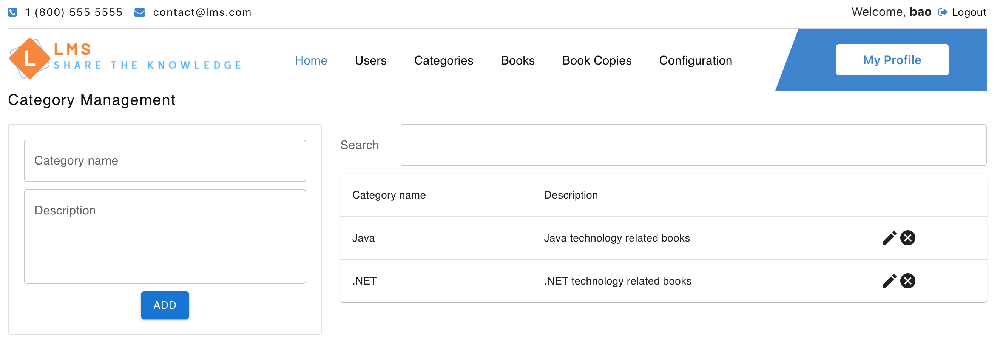 1 (800) 555 5555 contact@lms.com Welcome, bao Logout
L LMS
SHARE THE KNOWLEDGE
Home Users Categories Books Book Copies Configuration My Profile
Category Management
Category name
Description
ADD
Search
Category name Description
Java Java technology related books
.NET .NET technology related books